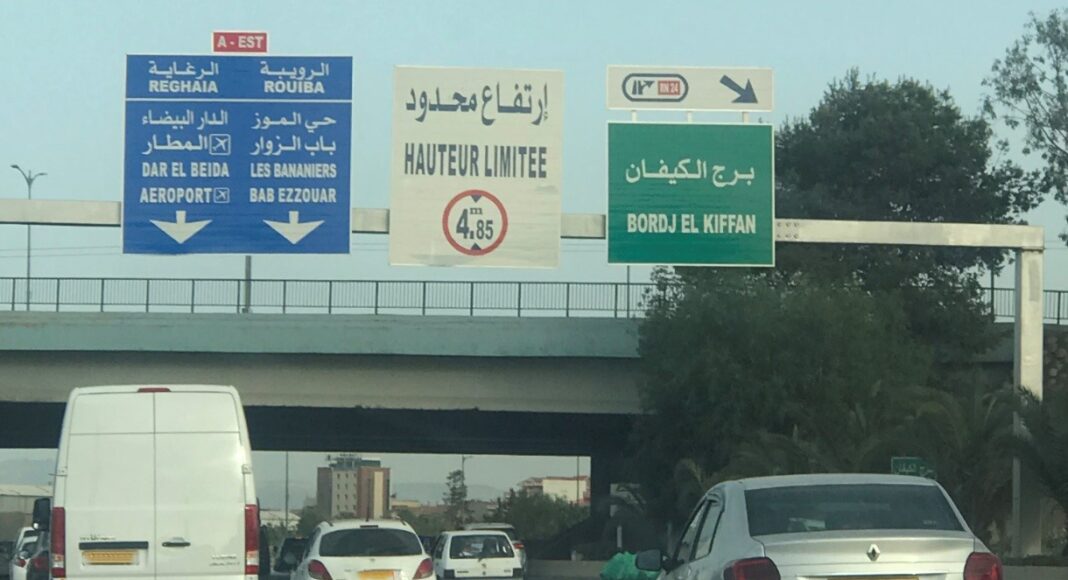 A - EST
الرغاية الرويبة
REGHAIA ROUIBA
الدار البيضاء حي الموز
المطار باب الزوار
DAR EL BEIDA LES BANANIERS
AEROPORT BAB EZZOUAR
إرتفاع محدود
HAUTEUR LIMITEE
4.85 m
RN 24
برج الكيفان
BORDJ EL KIFFAN